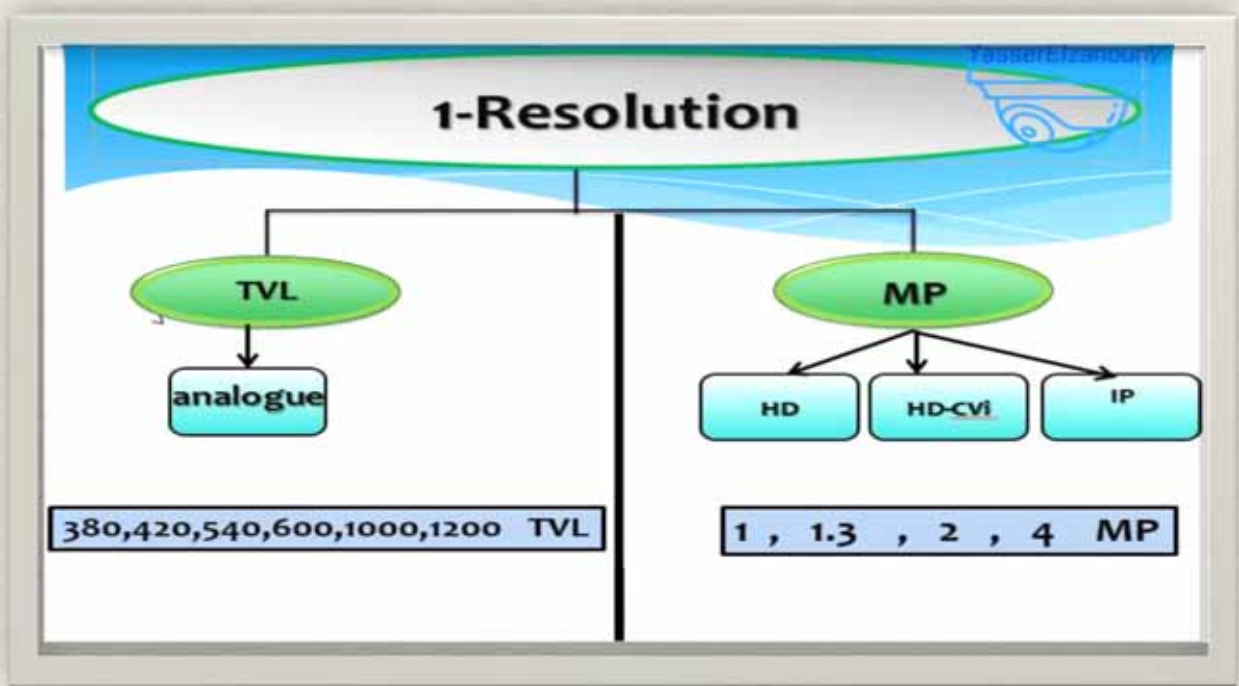 YasserElzanouny
1-Resolution
TVL
MP
analogue
HD
HD-CVi
IP
380,420,540,600,1000,1200 TVL
1 , 1.3 , 2 , 4 MP